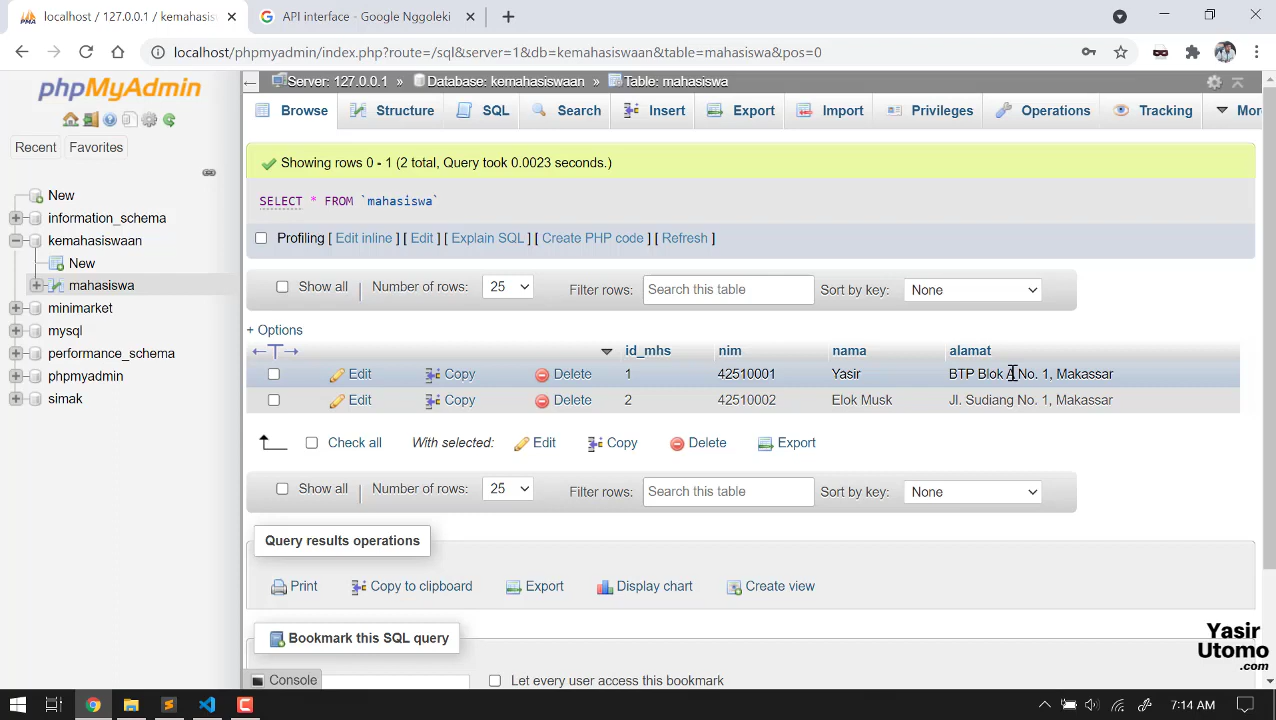 localhost / 127.0.0.1 / kemahasis
API interface - Google Nggoleki
localhost/phpmyadmin/index.php?route=/sql&server=1&db=kemahasiswaan&table=mahasiswa&pos=0
phpMyAdmin
Recent Favorites
New
information_schema
kemahasiswaan
New
mahasiswa
minimarket
mysql
performance_schema
phpmyadmin
simak
Server: 127.0.0.1 » Database: kemahasiswaan » Table: mahasiswa
Browse Structure SQL Search Insert Export Import Privileges Operations Tracking More
Showing rows 0 - 1 (2 total, Query took 0.0023 seconds.)
SELECT * FROM `mahasiswa`
Profiling [ Edit inline ] [ Edit ] [ Explain SQL ] [ Create PHP code ] [ Refresh ]
Show all Number of rows: 25 Filter rows: Search this table Sort by key: None
+ Options
←T→ id_mhs nim nama alamat
Edit Copy Delete 1 42510001 Yasir BTP Blok A No. 1, Makassar
Edit Copy Delete 2 42510002 Elok Musk Jl. Sudiang No. 1, Makassar
Check all With selected: Edit Copy Delete Export
Show all Number of rows: 25 Filter rows: Search this table Sort by key: None
Query results operations
Print Copy to clipboard Export Display chart Create view
Bookmark this SQL query
Console Let every user access this bookmark
Yasir
Utomo
.com
7:14 AM